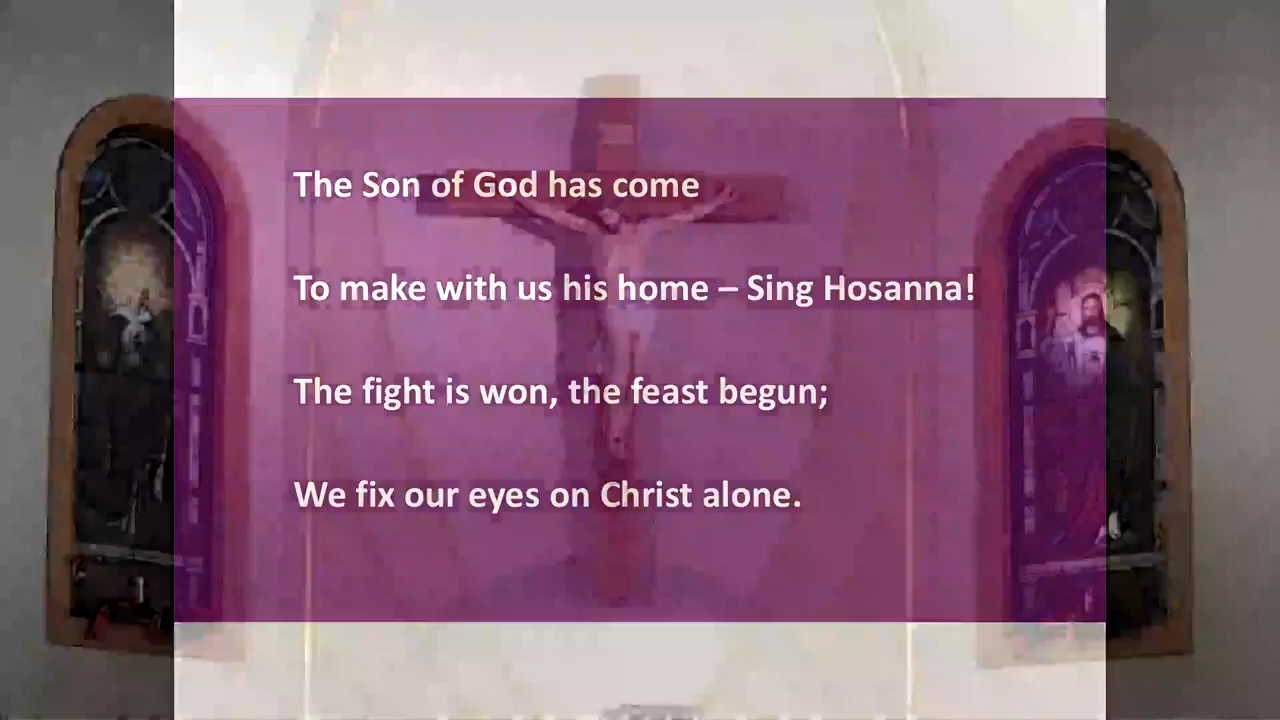 The Son of God has come
To make with us his home – Sing Hosanna!
The fight is won, the feast begun;
We fix our eyes on Christ alone.